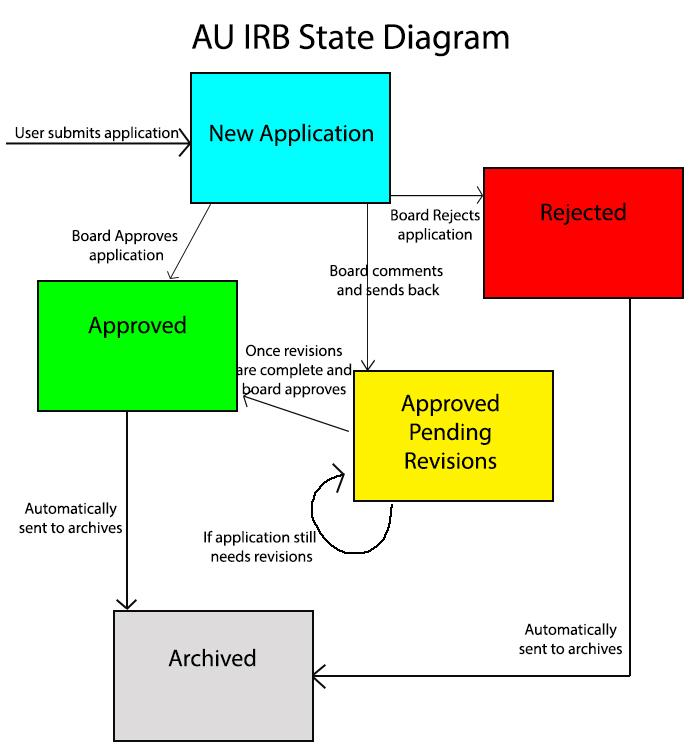 AU IRB State Diagram
User submits application
New Application
Board Rejects
application
Rejected
Board Approves
application
Board comments
and sends back
Approved
Once revisions
are complete and
board approves
Approved
Pending
Revisions
Automatically
sent to archives
If application still
needs revisions
Automatically
sent to archives
Archived